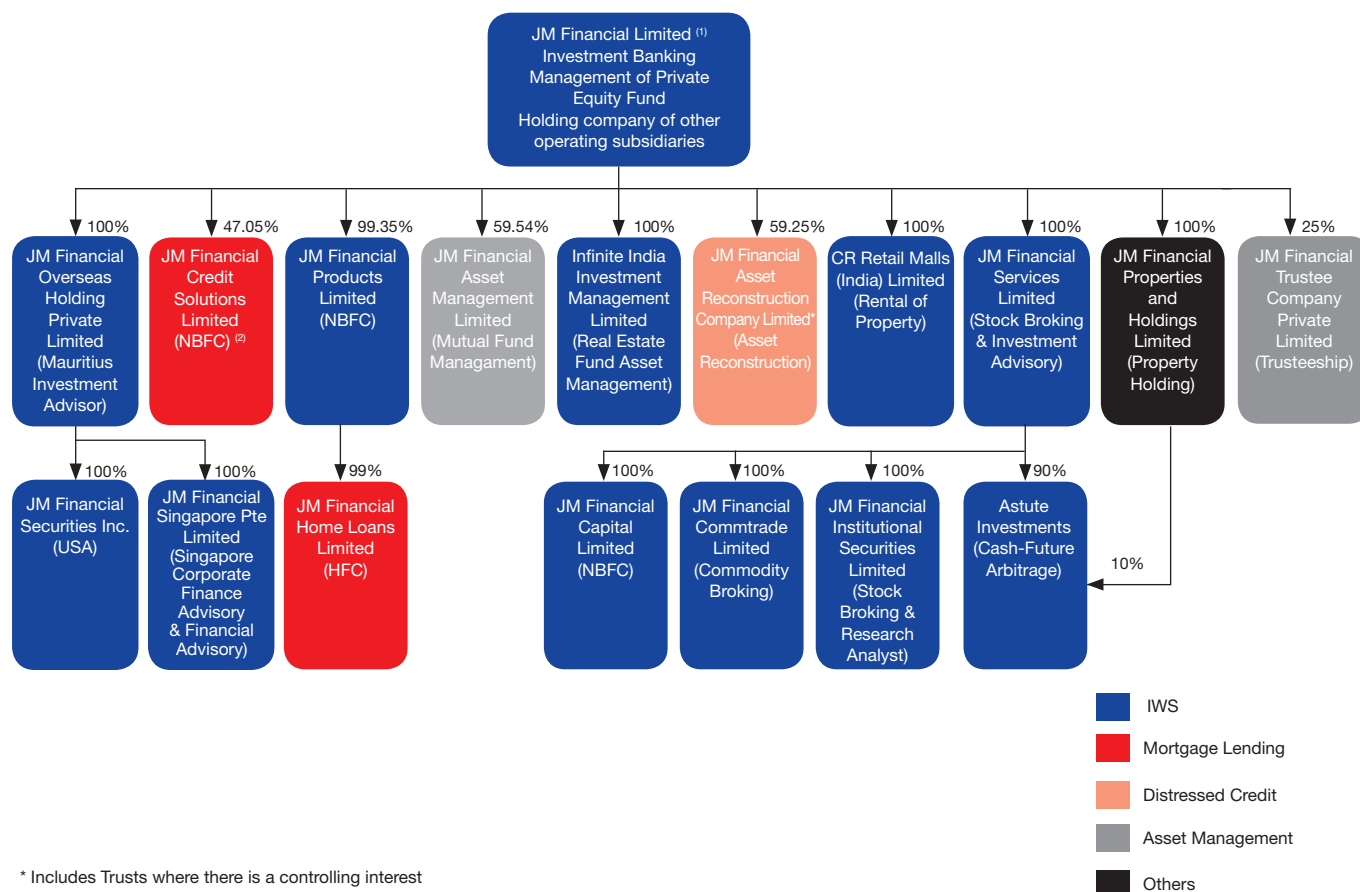 JM Financial Limited (1)
Investment Banking
Management of Private
Equity Fund
Holding company of other
operating subsidiaries
100%
47.05%
99.35%
59.54%
100%
59.25%
100%
100%
100%
25%
JM Financial
Overseas
Holding
Private
Limited
(Mauritius
Investment
Advisor)
JM Financial
Credit
Solutions
Limited
(NBFC) (2)
JM Financial
Products
Limited
(NBFC)
JM Financial
Asset
Management
Limited
(Mutual Fund
Managament)
Infinite India
Investment
Management
Limited
(Real Estate
Fund Asset
Management)
JM Financial
Asset
Reconstruction
Company Limited*
(Asset
Reconstruction)
CR Retail Malls
(India) Limited
(Rental of
Property)
JM Financial
Services
Limited
(Stock Broking
& Investment
Advisory)
JM Financial
Properties
and
Holdings
Limited
(Property
Holding)
JM Financial
Trustee
Company
Private
Limited
(Trusteeship)
100%
100%
99%
100%
100%
100%
90%
JM Financial
Securities Inc.
(USA)
JM Financial
Singapore Pte
Limited
(Singapore
Corporate
Finance
Advisory
& Financial
Advisory)
JM Financial
Home Loans
Limited
(HFC)
JM Financial
Capital
Limited
(NBFC)
JM Financial
Commtrade
Limited
(Commodity
Broking)
JM Financial
Institutional
Securities
Limited
(Stock
Broking &
Research
Analyst)
Astute
Investments
(Cash-Future
Arbitrage)
10%
IWS
Mortgage Lending
Distressed Credit
Asset Management
Others
* Includes Trusts where there is a controlling interest